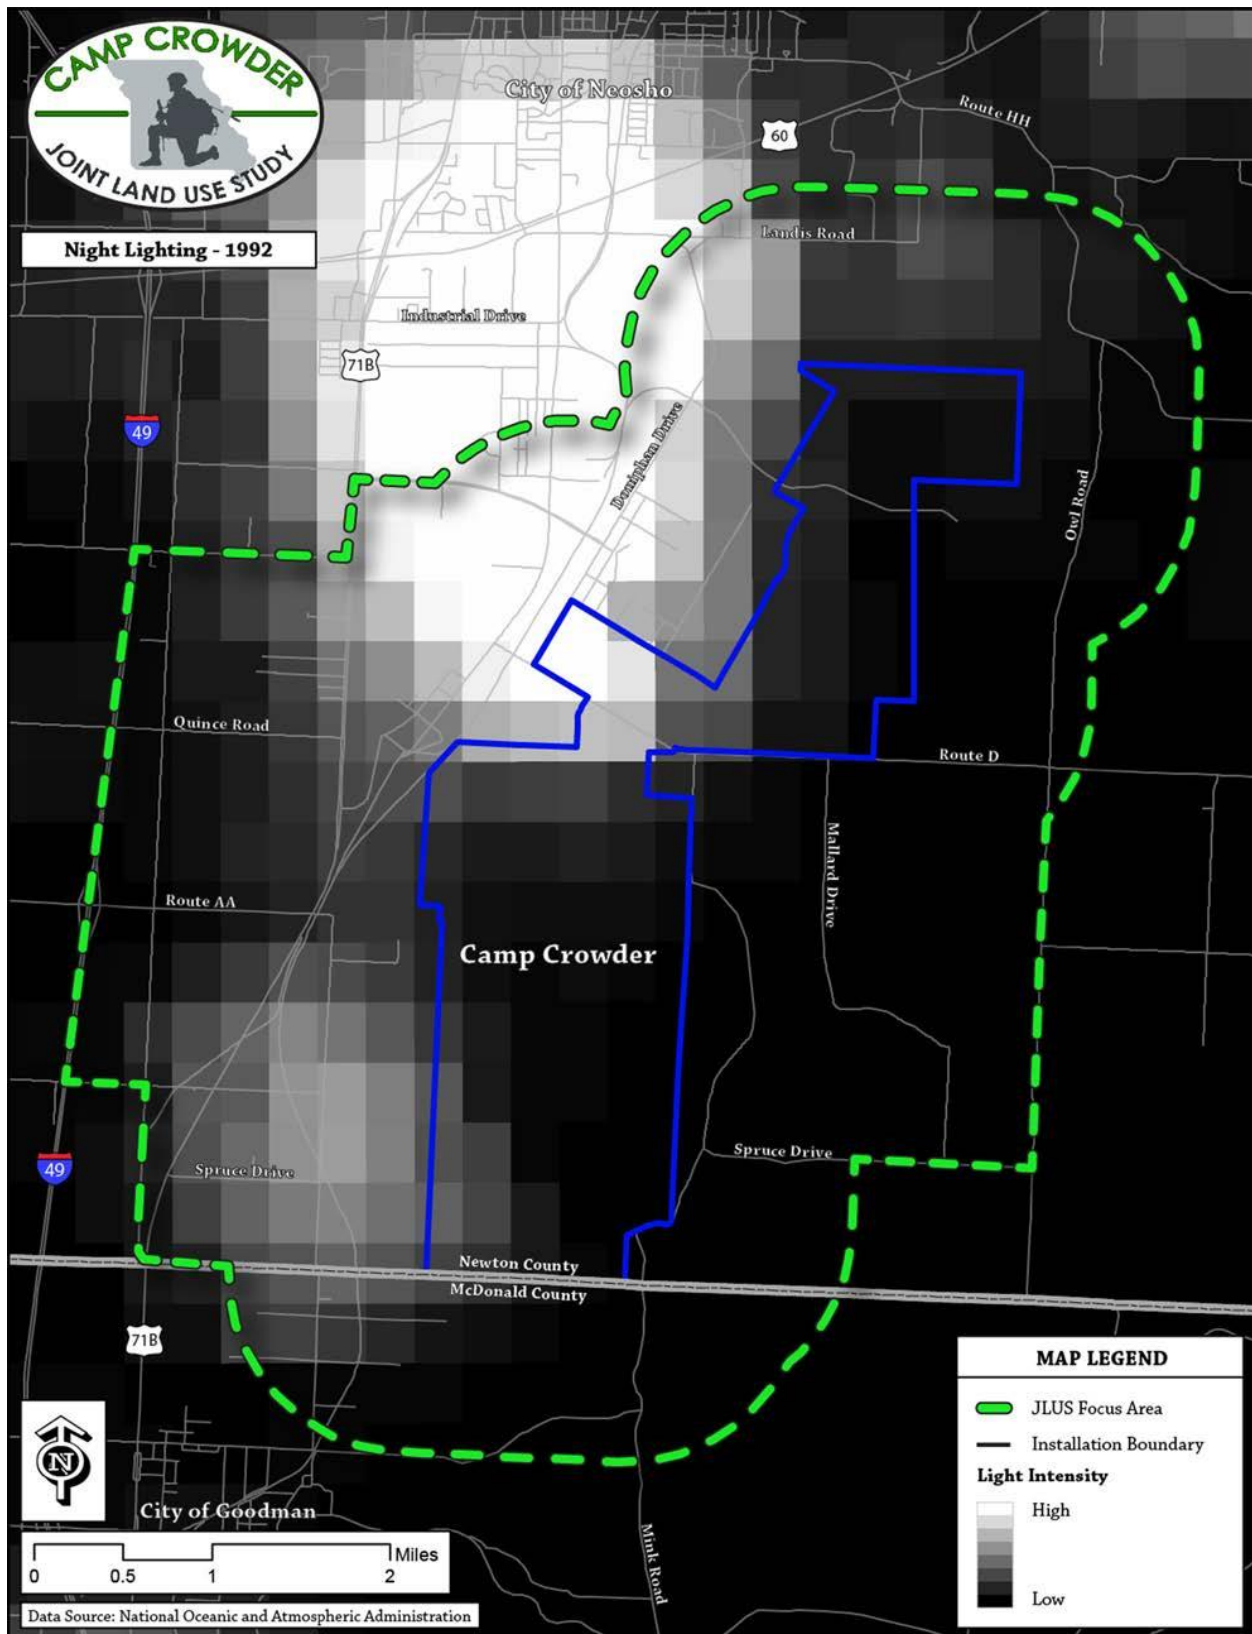 CAMP CROWDER
JOINT LAND USE STUDY
Night Lighting - 1992
City of Neosho
60
Route HH
Landis Road
Industrial Drive
71B
49
Doniphan Drive
Owl Road
Quince Road
Route D
Mallard Drive
Route AA
Camp Crowder
Spruce Drive
49
Spruce Drive
Newton County
McDonald County
71B
MAP LEGEND
JLUS Focus Area
Installation Boundary
Light Intensity
High
Low
N
City of Goodman
Mink Road
Miles
0 0.5 1 2
Data Source: National Oceanic and Atmospheric Administration